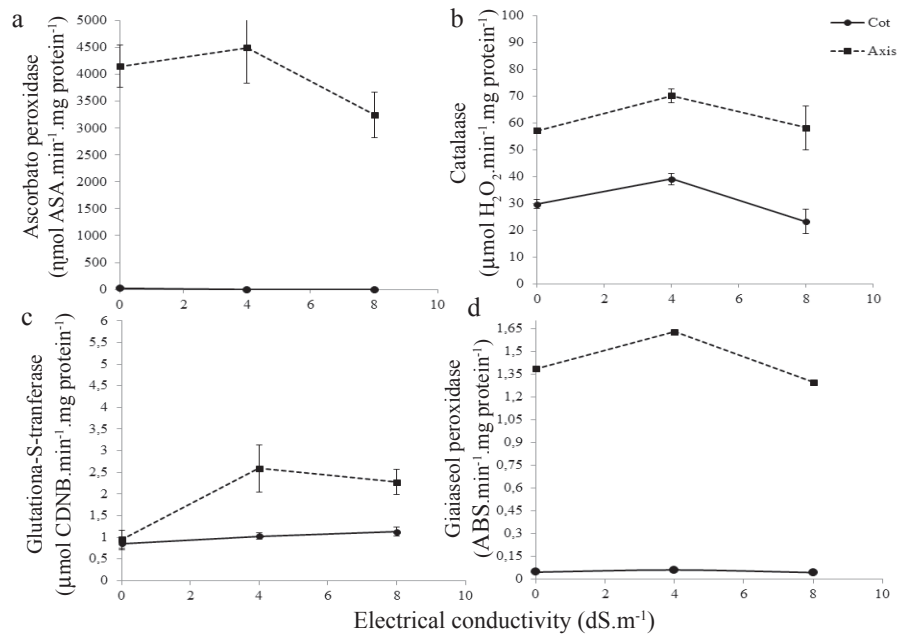 a
Ascorbato peroxidase
(ηmol ASA.min⁻¹.mg protein⁻¹)
5000
4500
4000
3500
3000
2500
2000
1500
1000
500
0
0 2 4 6 8 10
b
Catalaase
(μmol H₂O₂.min⁻¹.mg protein⁻¹)
100
90
80
70
60
50
40
30
20
10
0
0 2 4 6 8 10
Cot
Axis
c
Glutationa-S-tranferase
(μmol CDNB.min⁻¹.mg protein⁻¹)
6
5,5
5
4,5
4
3,5
3
2,5
2
1,5
1
0,5
0
0 2 4 6 8 10
d
Giaiaseol peroxidase
(ABS.min⁻¹.mg protein⁻¹)
1,65
1,5
1,35
1,2
1,05
0,9
0,75
0,6
0,45
0,3
0,15
0
0 2 4 6 8 10
Electrical conductivity (dS.m⁻¹)